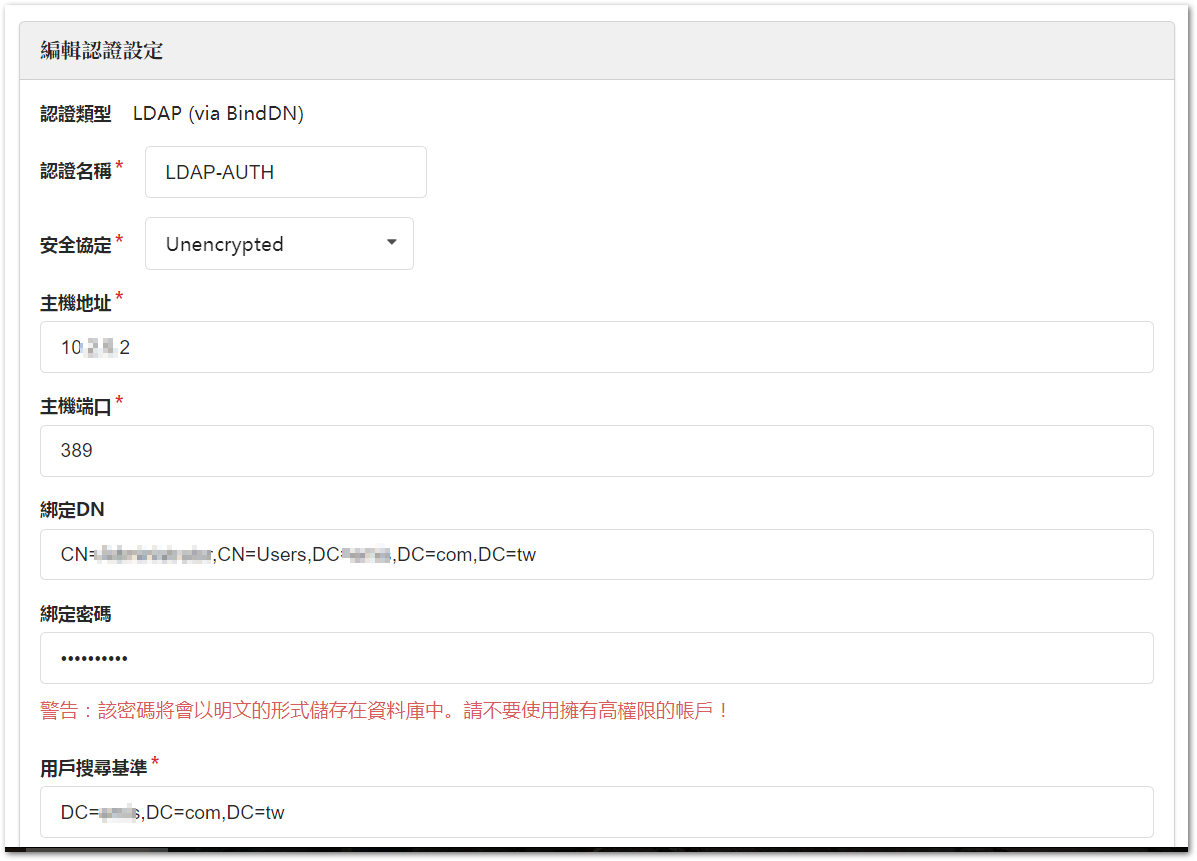 編輯認證設定
認證類型 LDAP (via BindDN)
認證名稱* LDAP-AUTH
安全協定* Unencrypted
主機地址*
10 2
主機端口*
389
綁定DN
CN= ,CN=Users,DC= ,DC=com,DC=tw
綁定密碼
••••••••••
警告：該密碼將會以明文的形式儲存在資料庫中。請不要使用擁有高權限的帳戶！
用戶搜尋基準*
DC= ,DC=com,DC=tw